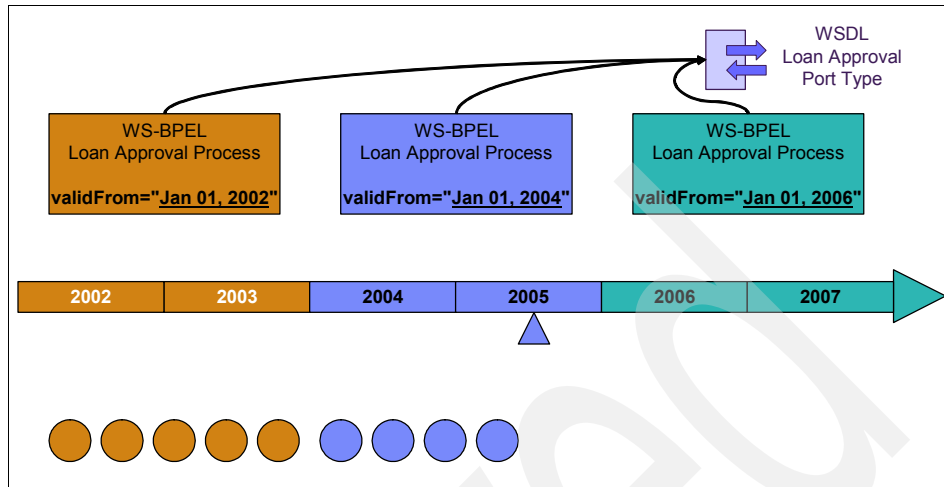 WSDL
Loan Approval
Port Type
WS-BPEL
Loan Approval Process
validFrom="Jan 01, 2002"
WS-BPEL
Loan Approval Process
validFrom="Jan 01, 2004"
WS-BPEL
Loan Approval Process
validFrom="Jan 01, 2006"
2002 2003 2004 2005 2006 2007